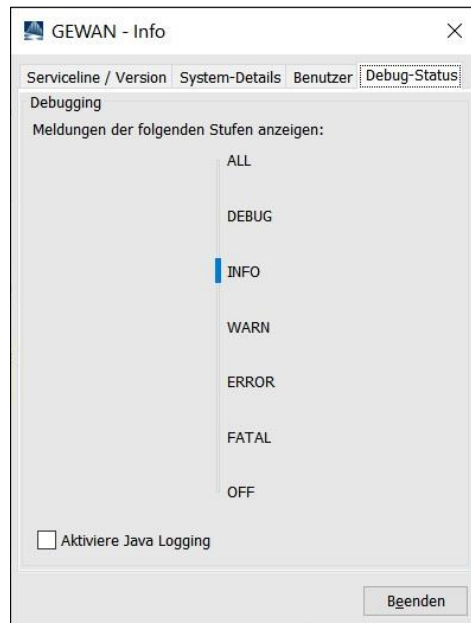 GEWAN - Info
Serviceline / Version System-Details Benutzer Debug-Status
Debugging
Meldungen der folgenden Stufen anzeigen:
ALL
DEBUG
INFO
WARN
ERROR
FATAL
OFF
Aktiviere Java Logging
Beenden